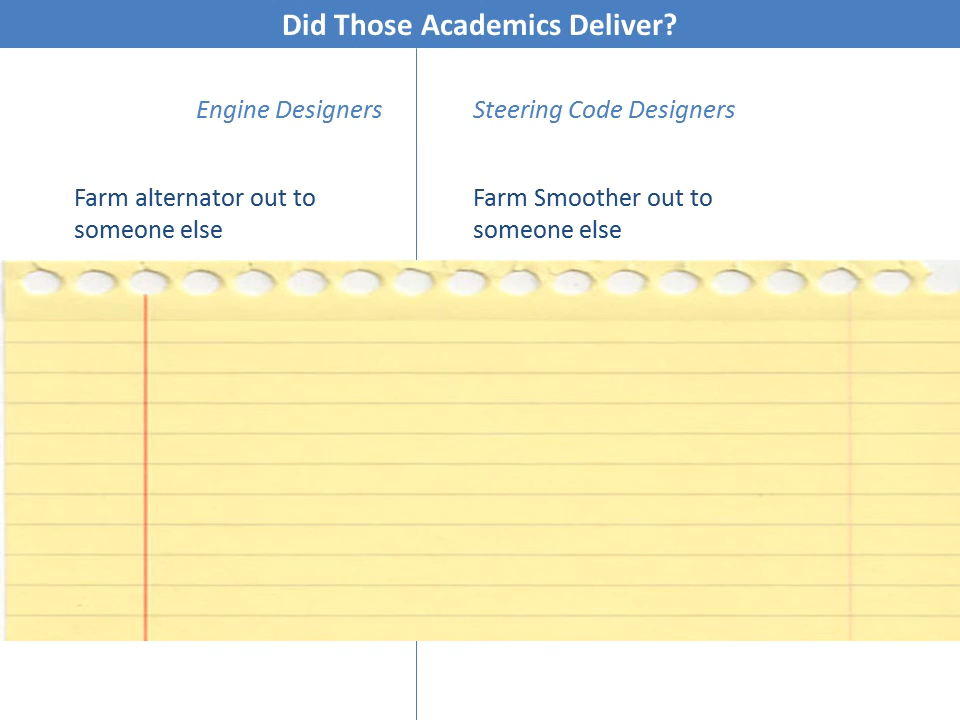 Did Those Academics Deliver?
Engine Designers
Steering Code Designers
Farm alternator out to
someone else
Farm Smoother out to
someone else